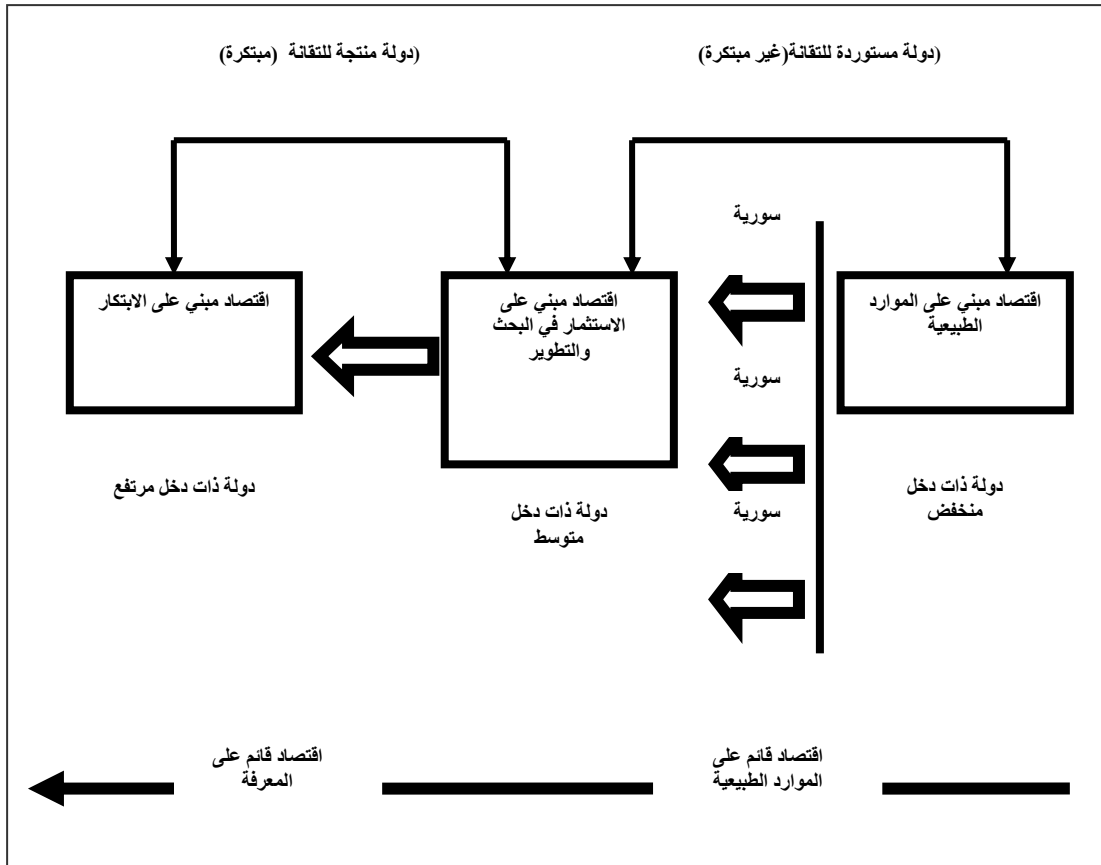 (دولة مستوردة للتقانة(غير مبتكرة)
(دولة منتجة للتقانة (مبتكرة)
سورية
اقتصاد مبني على الموارد
الطبيعية
اقتصاد مبني على
الاستثمار في البحث
والتطوير
اقتصاد مبني على الابتكار
سورية
دولة ذات دخل
منخفض
سورية
دولة ذات دخل
متوسط
دولة ذات دخل مرتفع
اقتصاد قائم على
الموارد الطبيعية
اقتصاد قائم على
المعرفة